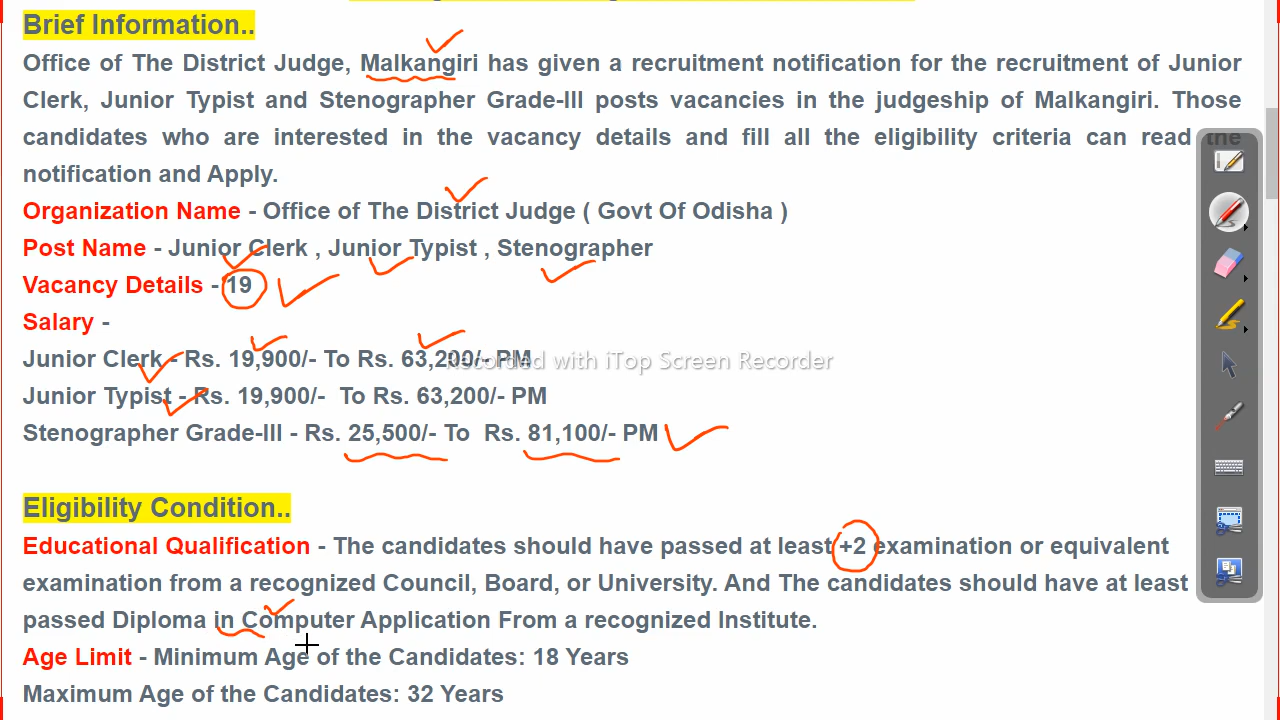 Brief Information..
Office of The District Judge, Malkangiri has given a recruitment notification for the recruitment of Junior
Clerk, Junior Typist and Stenographer Grade-III posts vacancies in the judgeship of Malkangiri. Those
candidates who are interested in the vacancy details and fill all the eligibility criteria can read the
notification and Apply.
Organization Name - Office of The District Judge ( Govt Of Odisha )
Post Name - Junior Clerk , Junior Typist , Stenographer
Vacancy Details - 19
Salary -
Junior Clerk - Rs. 19,900/- To Rs. 63,200/- PM
Recorded with iTop Screen Recorder
Junior Typist - Rs. 19,900/- To Rs. 63,200/- PM
Stenographer Grade-III - Rs. 25,500/- To Rs. 81,100/- PM
Eligibility Condition..
Educational Qualification - The candidates should have passed at least +2 examination or equivalent
examination from a recognized Council, Board, or University. And The candidates should have at least
passed Diploma in Computer Application From a recognized Institute.
Age Limit - Minimum Age of the Candidates: 18 Years
Maximum Age of the Candidates: 32 Years